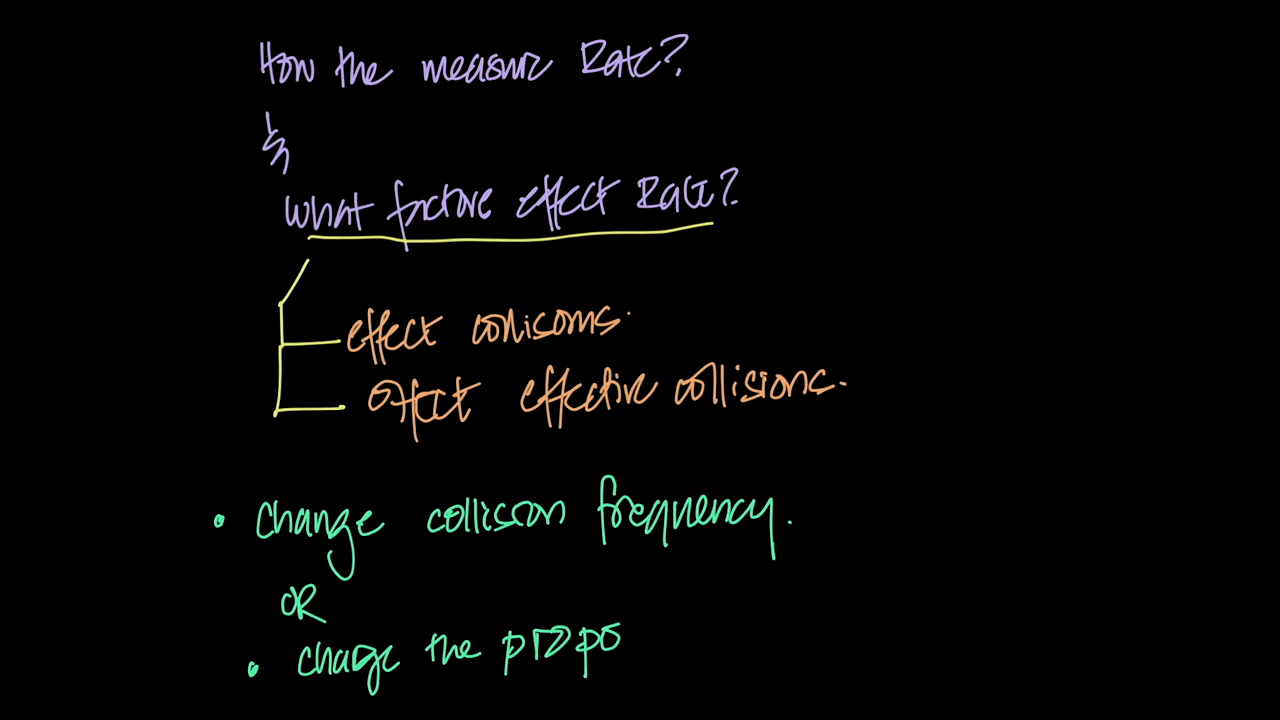 How the measure Rate?
&
What factors effect Rate?
effect collisions.
effect effective collisions.
• change collision frequency.
OR
• change the propo